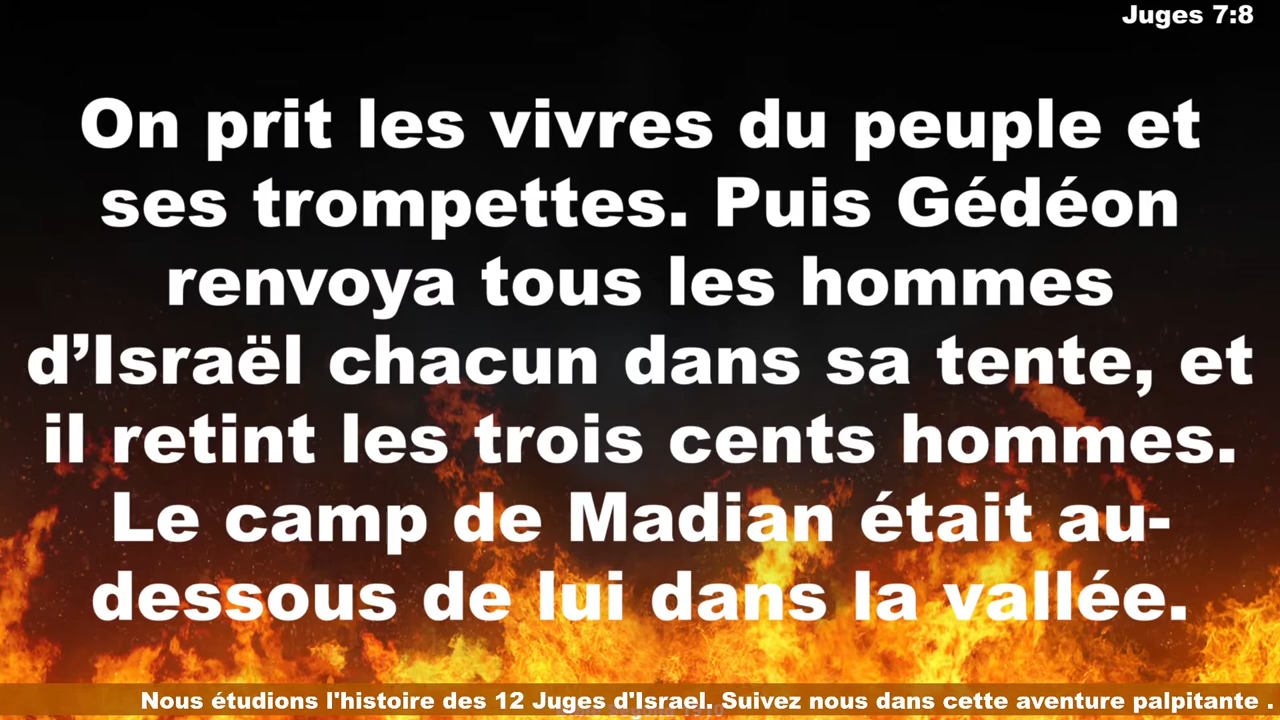 Juges 7:8
On prit les vivres du peuple et
ses trompettes. Puis Gédéon
renvoya tous les hommes
d’Israël chacun dans sa tente, et
il retint les trois cents hommes.
Le camp de Madian était au-
dessous de lui dans la vallée.
Nous étudions l'histoire des 12 Juges d'Israel. Suivez nous dans cette aventure palpitante .